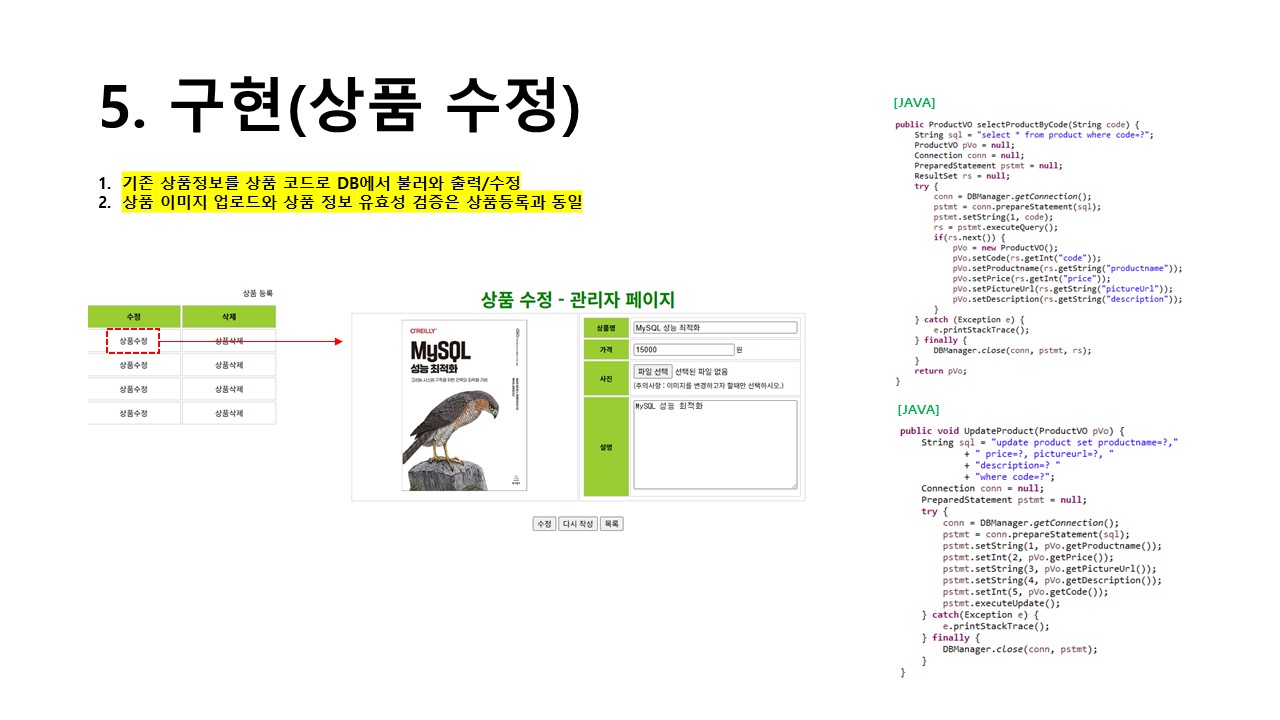 5. 구현(상품 수정)
1. 기존 상품정보를 상품 코드로 DB에서 불러와 출력/수정
2. 상품 이미지 업로드와 상품 정보 유효성 검증은 상품등록과 동일
상품 등록
수정 삭제
상품수정 상품삭제
상품수정 상품삭제
상품수정 상품삭제
상품수정 상품삭제
상품 수정 - 관리자 페이지
O'REILLY
MySQL
성능 최적화
상품명 MySQL 성능 최적화
가격 15000 원
사진 파일 선택 선택된 파일 없음
(주의사항 : 이미지를 변경하고자 할때만 선택하시오.)
설명 MySQL 성능 최적화
수정 다시 작성 목록
[JAVA]
public ProductVO selectProductByCode(String code) {
String sql = "select * from product where code=?";
ProductVO pVo = null;
Connection conn = null;
PreparedStatement pstmt = null;
ResultSet rs = null;
try {
conn = DBManager.getConnection();
pstmt = conn.prepareStatement(sql);
pstmt.setString(1, code);
rs = pstmt.executeQuery();
if(rs.next()) {
pVo = new ProductVO();
pVo.setCode(rs.getInt("code"));
pVo.setProductname(rs.getString("productname"));
pVo.setPrice(rs.getInt("price"));
pVo.setPictureUrl(rs.getString("pictureUrl"));
pVo.setDescription(rs.getString("description"));
}
} catch (Exception e) {
e.printStackTrace();
} finally {
DBManager.close(conn, pstmt, rs);
}
return pVo;
}
[JAVA]
public void UpdateProduct(ProductVO pVo) {
String sql = "update product set productname=?,"
+ " price=?, pictureurl=?, "
+ "description=? "
+ "where code=?";
Connection conn = null;
PreparedStatement pstmt = null;
try {
conn = DBManager.getConnection();
pstmt = conn.prepareStatement(sql);
pstmt.setString(1, pVo.getProductname());
pstmt.setInt(2, pVo.getPrice());
pstmt.setString(3, pVo.getPictureUrl());
pstmt.setString(4, pVo.getDescription());
pstmt.setInt(5, pVo.getCode());
pstmt.executeUpdate();
} catch(Exception e) {
e.printStackTrace();
} finally {
DBManager.close(conn, pstmt);
}
}